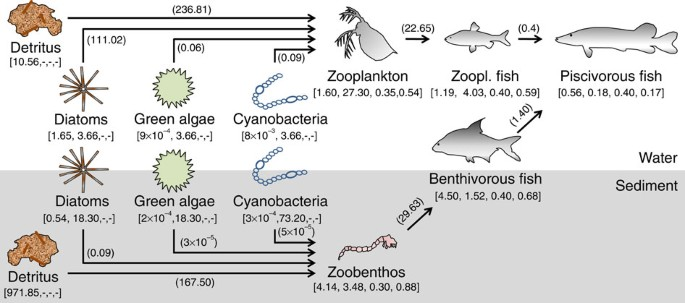 (236.81)
Detritus
[10.56,-,-,-]
(111.02)
(0.06)
(0.09)
(22.65)
(0.4)
Zooplankton
[1.60, 27.30, 0.35,0.54]
Zoopl. fish
[1.19, 4.03, 0.40, 0.59]
Piscivorous fish
[0.56, 0.18, 0.40, 0.17]
Diatoms
[1.65, 3.66,-,-]
Green algae
[9×10⁻⁴, 3.66,-,-]
Cyanobacteria
[8×10⁻³, 3.66,-,-]
(1.40)
Water
Benthivorous fish
[4.50, 1.52, 0.40, 0.68]
Sediment
Diatoms
[0.54, 18.30,-,-]
Green algae
[2×10⁻⁴,18.30,-,-]
Cyanobacteria
[3×10⁻⁴,73.20,-,-]
(29.63)
(5×10⁻⁵)
(3×10⁻⁵)
(0.09)
Detritus
[971.85,-,-,-]
(167.50)
Zoobenthos
[4.14, 3.48, 0.30, 0.88]